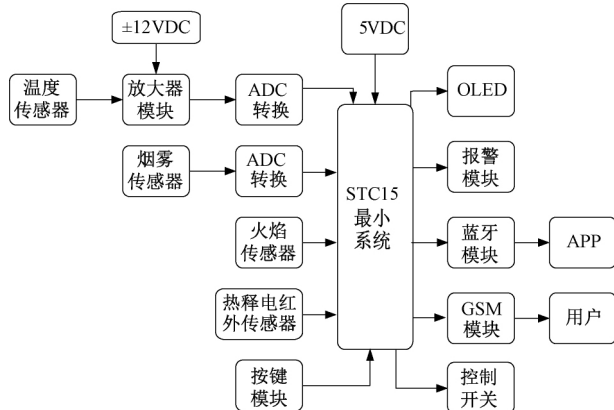 ±12VDC
5VDC
温度
传感器
放大器
模块
ADC
转换
OLED
烟雾
传感器
ADC
转换
STC15
最小
系统
报警
模块
火焰
传感器
蓝牙
模块
APP
热释电红
外传感器
GSM
模块
用户
按键
模块
控制
开关